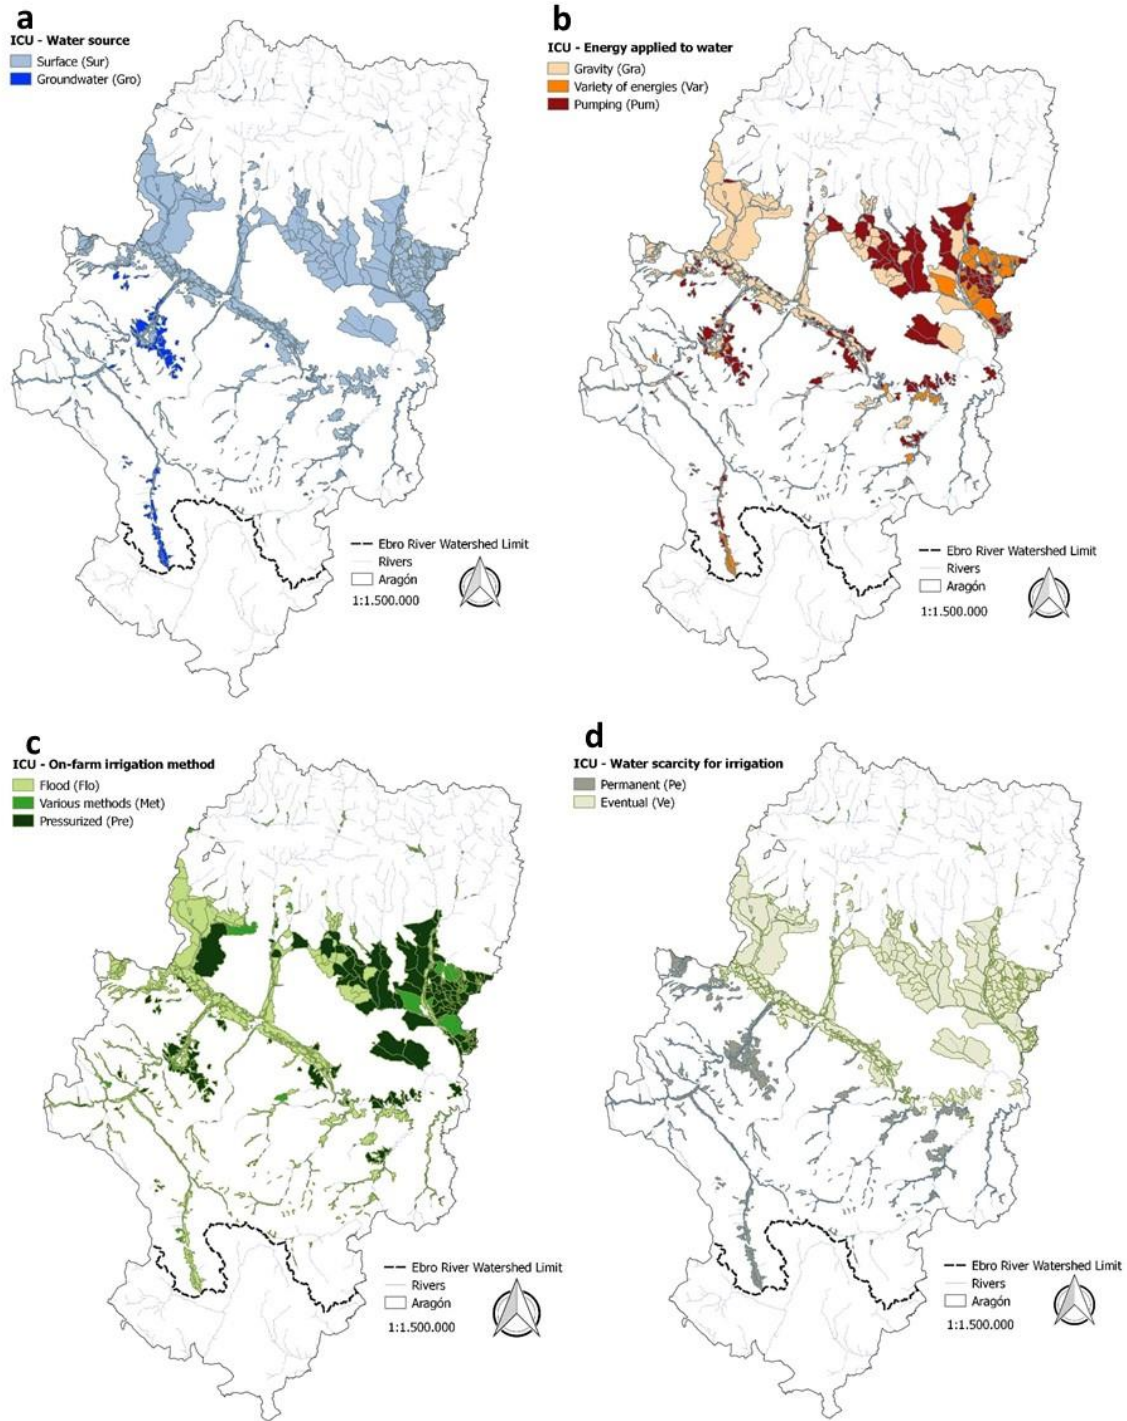 a
ICU - Water source
Surface (Sur)
Groundwater (Gro)
Ebro River Watershed Limit
Rivers
Aragón
1:1.500.000
b
ICU - Energy applied to water
Gravity (Gra)
Variety of energies (Var)
Pumping (Pum)
Ebro River Watershed Limit
Rivers
Aragón
1:1.500.000
c
ICU - On-farm irrigation method
Flood (Flo)
Various methods (Met)
Pressurized (Pre)
Ebro River Watershed Limit
Rivers
Aragón
1:1.500.000
d
ICU - Water scarcity for irrigation
Permanent (Pe)
Eventual (Ve)
Ebro River Watershed Limit
Rivers
Aragón
1:1.500.000